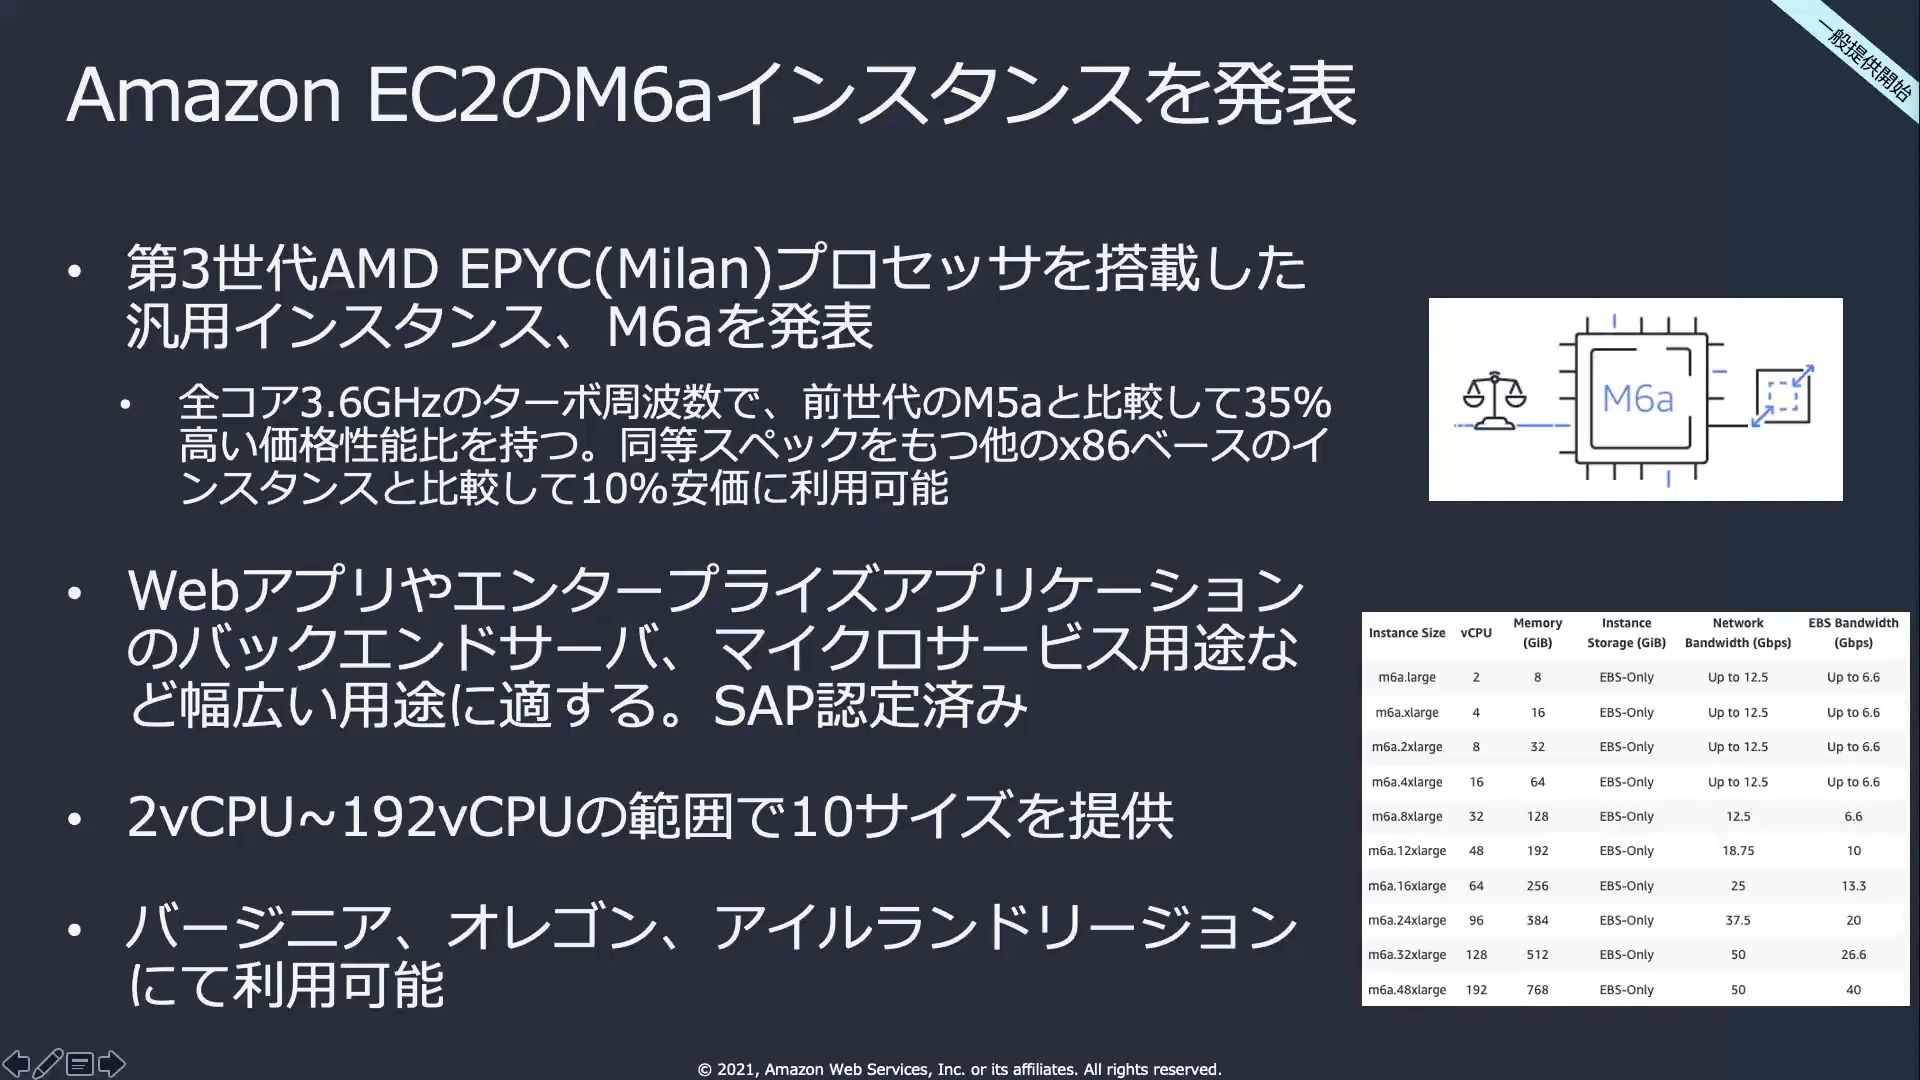 一般提供開始
Amazon EC2のM6aインスタンスを発表
• 第3世代AMD EPYC(Milan)プロセッサを搭載した
汎用インスタンス、M6aを発表
• 全コア3.6GHzのターボ周波数で、前世代のM5aと比較して35%
高い価格性能比を持つ。同等スペックをもつ他のx86ベースのイ
ンスタンスと比較して10%安価に利用可能
• Webアプリやエンタープライズアプリケーション
のバックエンドサーバ、マイクロサービス用途な
ど幅広い用途に適する。SAP認定済み
• 2vCPU~192vCPUの範囲で10サイズを提供
• バージニア、オレゴン、アイルランドリージョン
にて利用可能
M6a
Instance Size vCPU Memory (GiB) Instance Storage (GiB) Network Bandwidth (Gbps) EBS Bandwidth (Gbps)
m6a.large 2 8 EBS-Only Up to 12.5 Up to 6.6
m6a.xlarge 4 16 EBS-Only Up to 12.5 Up to 6.6
m6a.2xlarge 8 32 EBS-Only Up to 12.5 Up to 6.6
m6a.4xlarge 16 64 EBS-Only Up to 12.5 Up to 6.6
m6a.8xlarge 32 128 EBS-Only 12.5 6.6
m6a.12xlarge 48 192 EBS-Only 18.75 10
m6a.16xlarge 64 256 EBS-Only 25 13.3
m6a.24xlarge 96 384 EBS-Only 37.5 20
m6a.32xlarge 128 512 EBS-Only 50 26.6
m6a.48xlarge 192 768 EBS-Only 50 40
© 2021, Amazon Web Services, Inc. or its affiliates. All rights reserved.